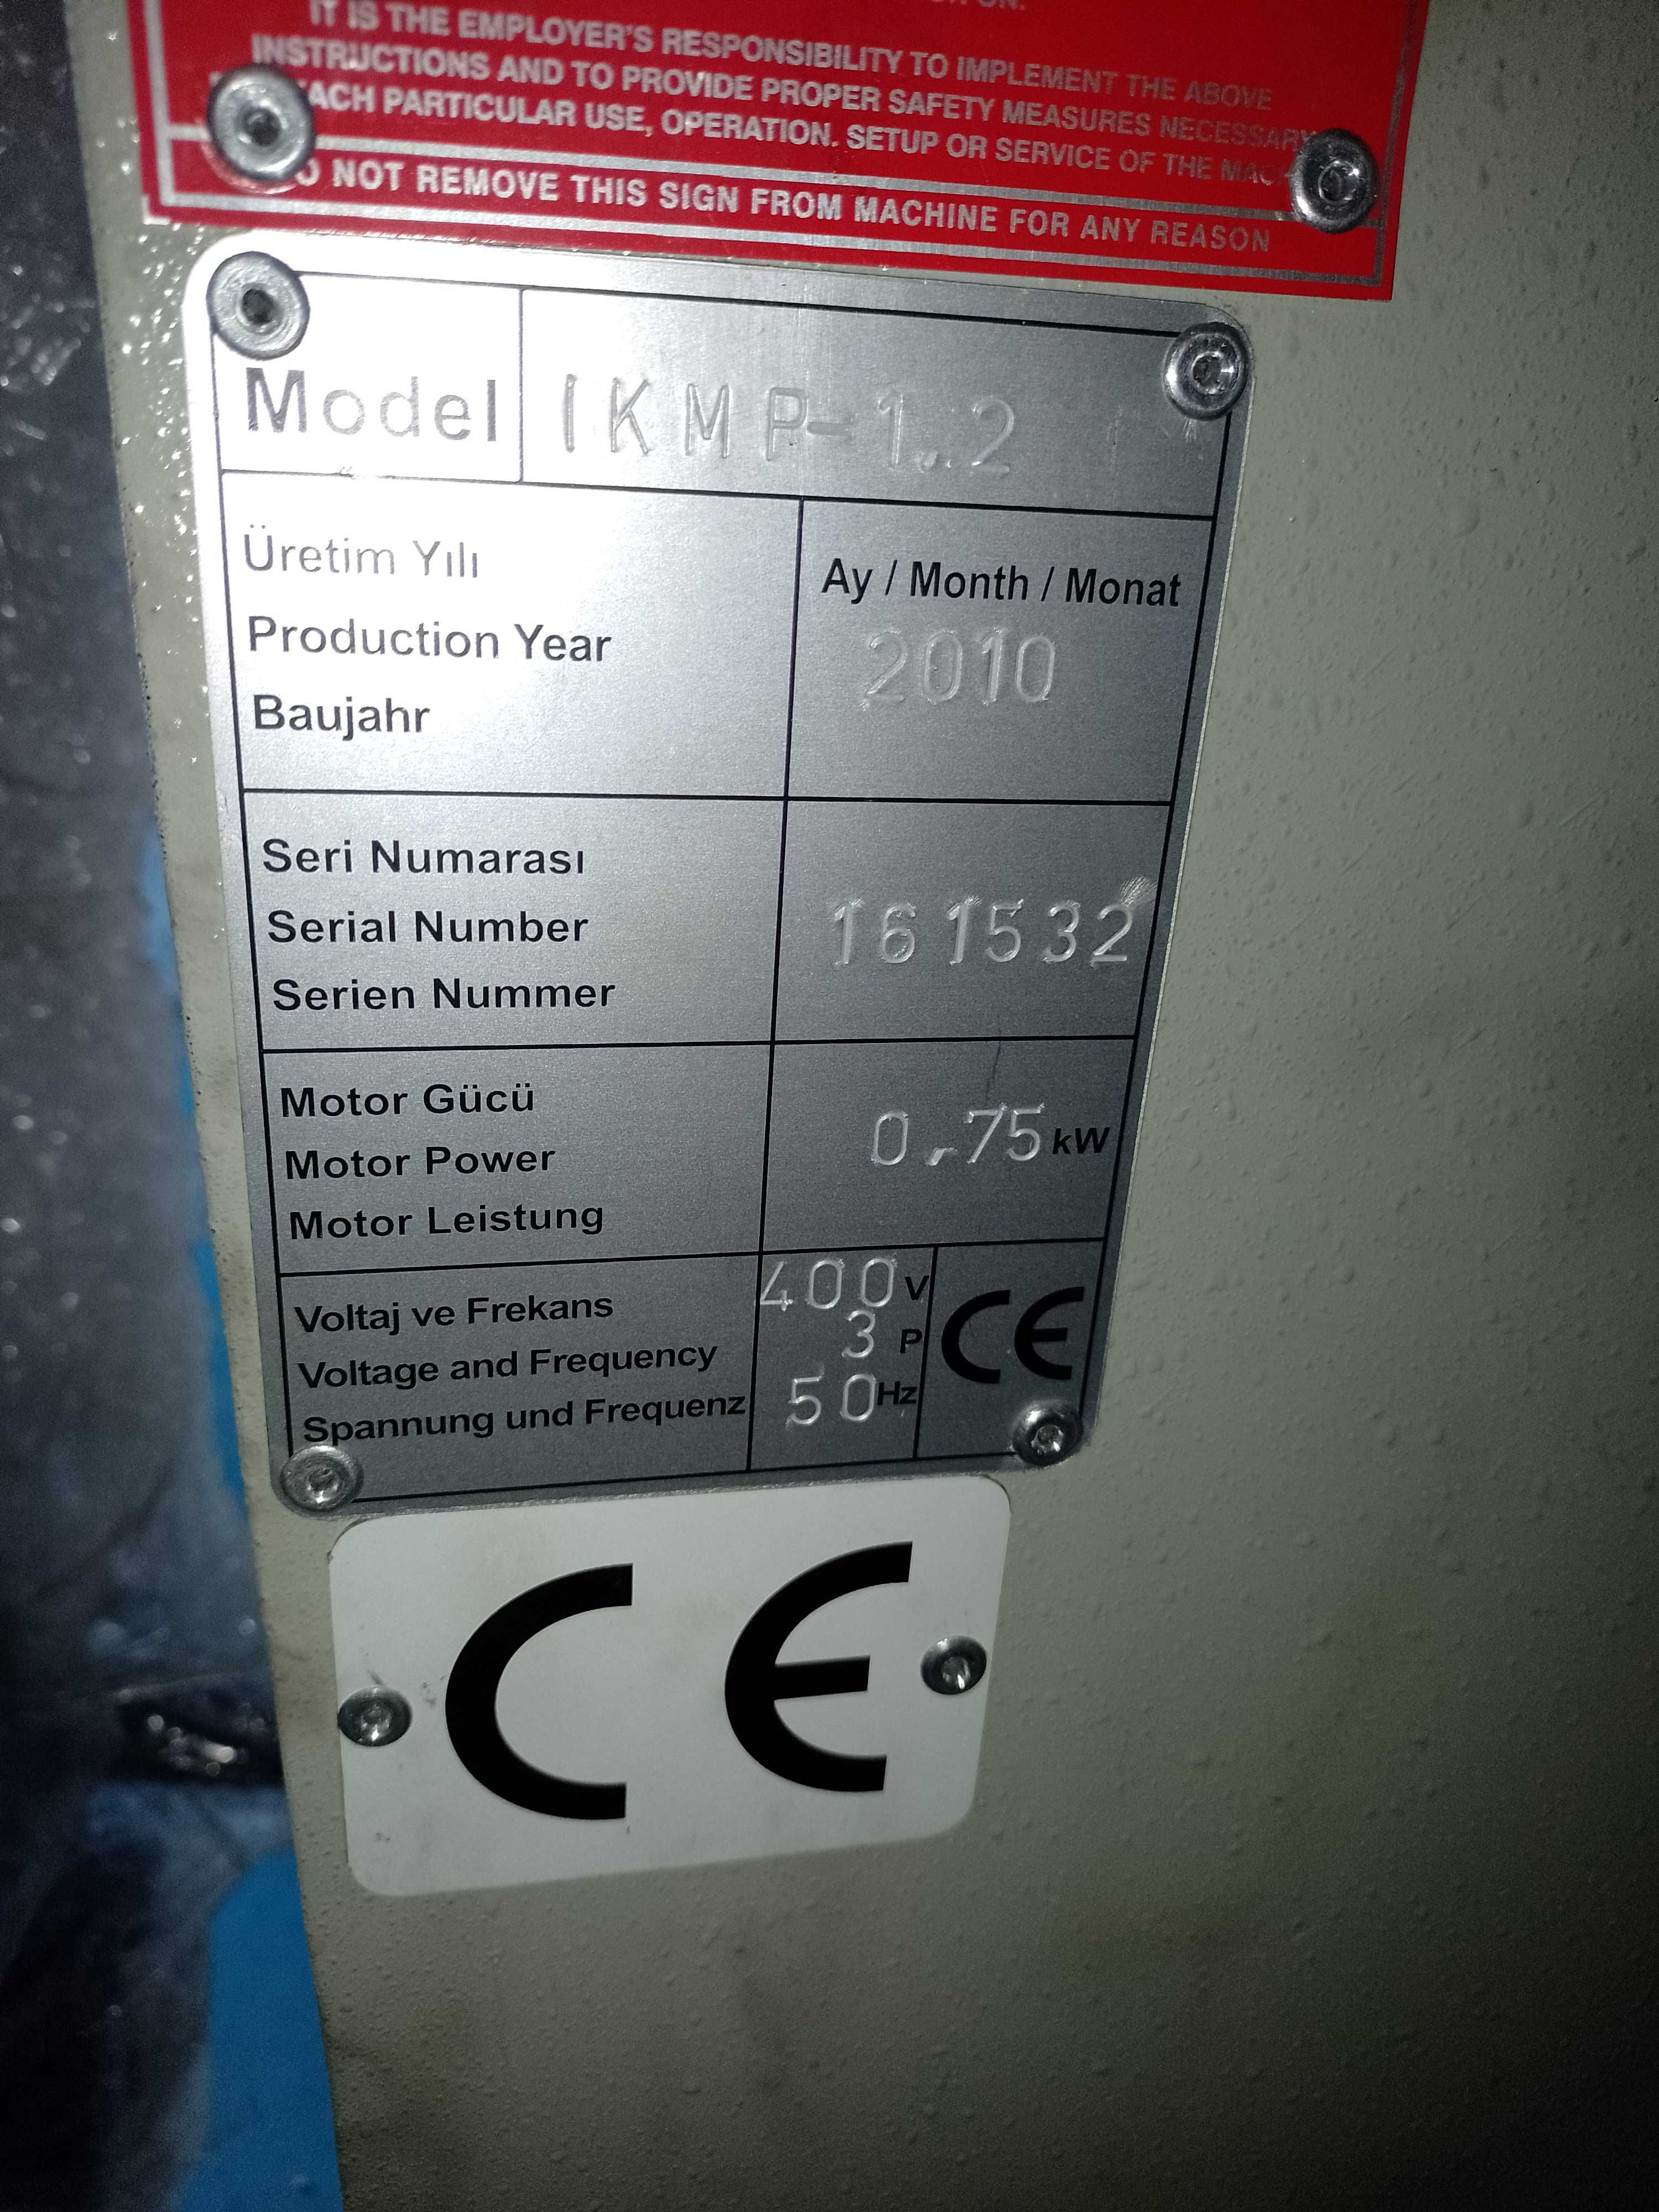 IT IS THE EMPLOYER'S RESPONSIBILITY TO IMPLEMENT THE ABOVE
INSTRUCTIONS AND TO PROVIDE PROPER SAFETY MEASURES NECESSARY
ACH PARTICULAR USE, OPERATION. SETUP OR SERVICE OF THE MAC
O NOT REMOVE THIS SIGN FROM MACHINE FOR ANY REASON
Model IKMP-1.2
Üretim Yılı
Production Year
Baujahr
Ay / Month / Monat
2010
Seri Numarası
Serial Number
Serien Nummer
161532
Motor Gücü
Motor Power
Motor Leistung
0.75 kW
Voltaj ve Frekans
Voltage and Frequency
Spannung und Frequenz
400 V
3 P
50 Hz
CE
CE